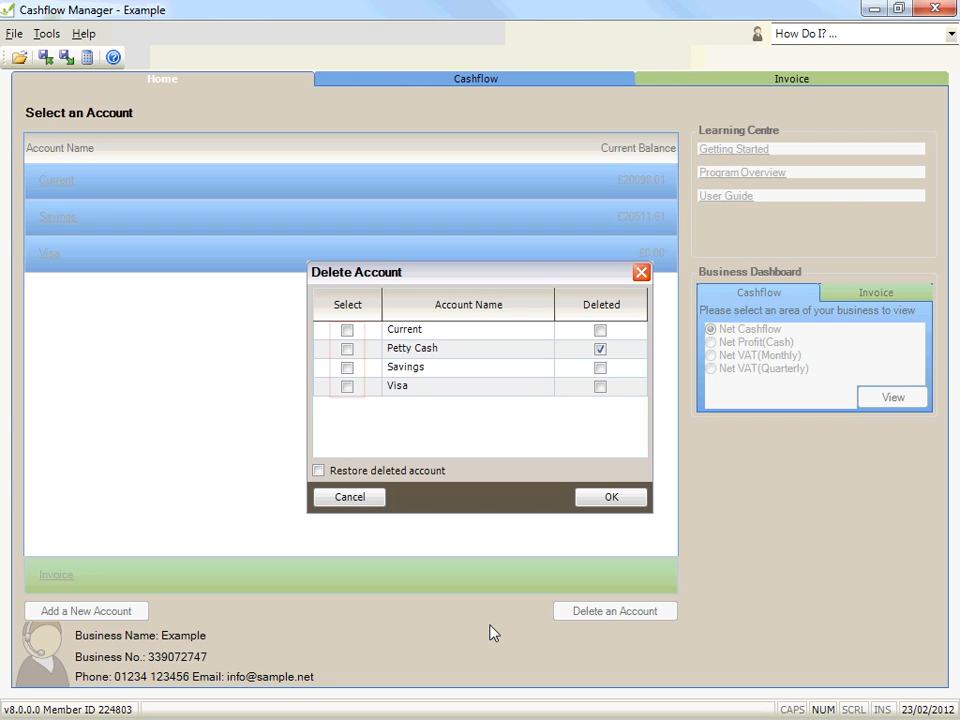 Cashflow Manager - Example
File Tools Help
How Do I? ...
Home Cashflow Invoice
Select an Account
Account Name Current Balance
Current £20098.01
Savings £20511.61
Visa £0.00
Learning Centre
Getting Started
Program Overview
User Guide
Business Dashboard
Cashflow Invoice
Please select an area of your business to view
Net Cashflow
Net Profit(Cash)
Net VAT(Monthly)
Net VAT(Quarterly)
View
Delete Account
Select Account Name Deleted
Current
Petty Cash
Savings
Visa
Restore deleted account
Cancel OK
Invoice
Add a New Account Delete an Account
Business Name: Example
Business No.: 339072747
Phone: 01234 123456 Email: info@sample.net
v8.0.0.0 Member ID 224803 CAPS NUM SCRL INS 23/02/2012